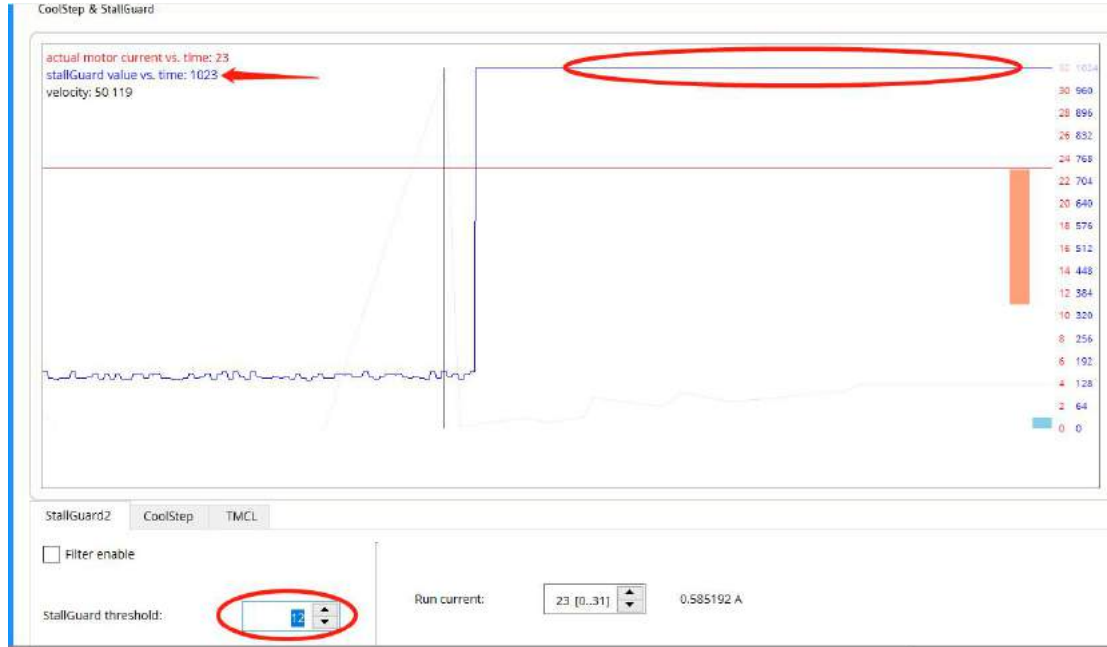 CoolStep & StallGuard
actual motor current vs. time: 23
stallGuard value vs. time: 1023
velocity: 50 119
32 1024
30 960
28 896
26 832
24 768
22 704
20 640
18 576
16 512
14 448
12 384
10 320
8 256
6 192
4 128
2 64
0 0
StallGuard2 CoolStep TMCL
Filter enable
StallGuard threshold: 12
Run current: 23 [0..31] 0.585192 A